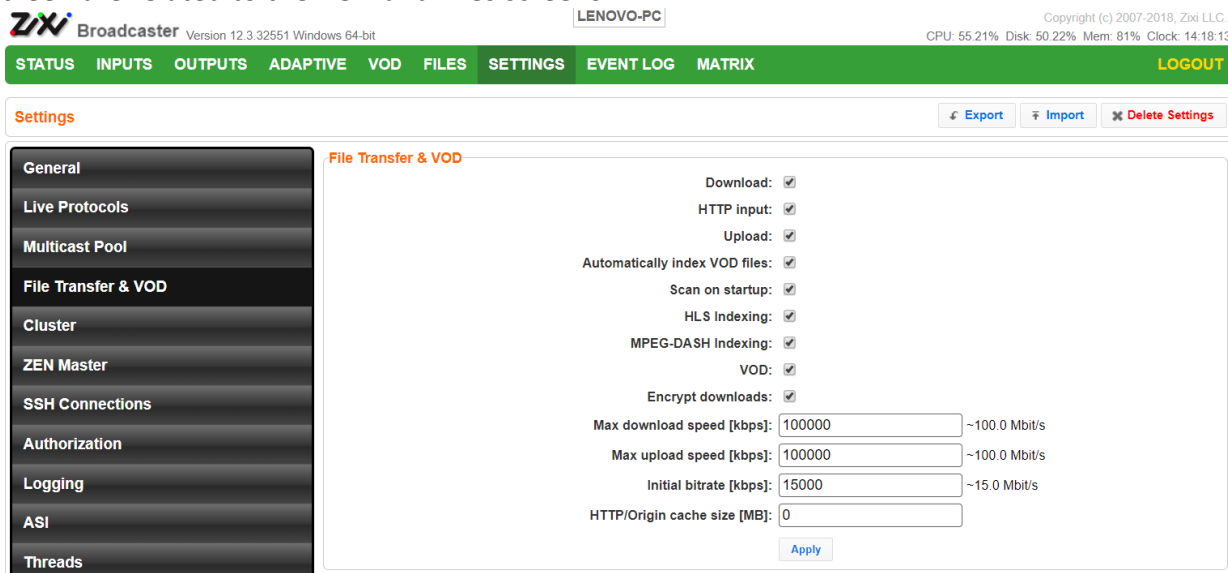 ZiXi Broadcaster Version 12.3.32551 Windows 64-bit
LENOVO-PC
Copyright (c) 2007-2018, Zixi LLC.
CPU: 55.21% Disk: 50.22% Mem: 81% Clock: 14:18:13
STATUS INPUTS OUTPUTS ADAPTIVE VOD FILES SETTINGS EVENT LOG MATRIX LOGOUT
Settings
Export Import Delete Settings
General
Live Protocols
Multicast Pool
File Transfer & VOD
Cluster
ZEN Master
SSH Connections
Authorization
Logging
ASI
Threads
File Transfer & VOD
Download:
HTTP input:
Upload:
Automatically index VOD files:
Scan on startup:
HLS Indexing:
MPEG-DASH Indexing:
VOD:
Encrypt downloads:
Max download speed [kbps]: 100000 ~100.0 Mbit/s
Max upload speed [kbps]: 100000 ~100.0 Mbit/s
Initial bitrate [kbps]: 15000 ~15.0 Mbit/s
HTTP/Origin cache size [MB]: 0
Apply